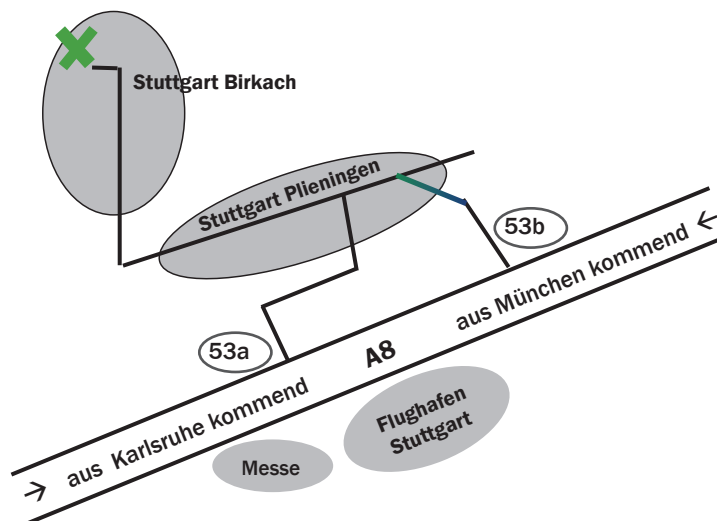 Stuttgart Birkach
Stuttgart Plieningen
53b
aus München kommend
53a
A8
aus Karlsruhe kommend
Flughafen
Stuttgart
Messe